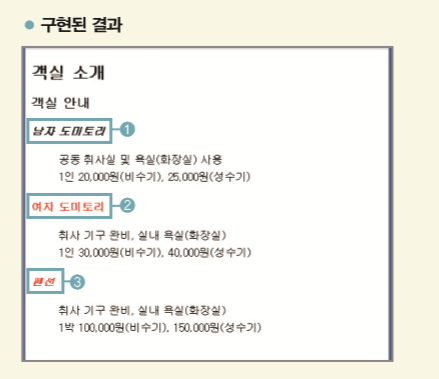 ● 구현된 결과
객실 소개
객실 안내
남자 도미토리 ①
공동 취사실 및 욕실(화장실) 사용
1인 20,000원(비수기), 25,000원(성수기)
여자 도미토리 ②
취사 기구 완비, 실내 욕실(화장실)
1인 30,000원(비수기), 40,000원(성수기)
펜션 ③
취사 기구 완비, 실내 욕실(화장실)
1박 100,000원(비수기), 150,000원(성수기)